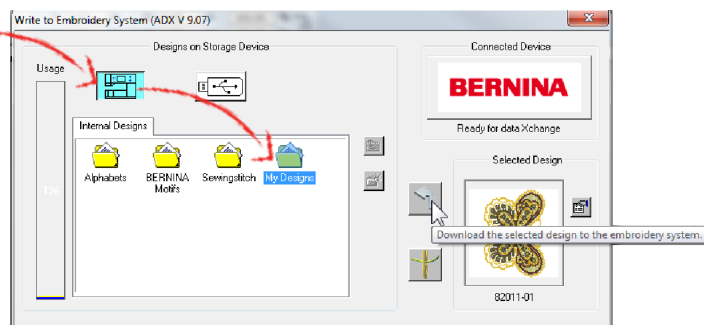 Write to Embroidery System (ADX V 9.07)
Designs on Storage Device
Connected Device
Usage
BERNINA
Ready for data Xchange
Internal Designs
Alphabets
BERNINA
Motifs
Sewingstitch
My Designs
1%
Selected Design
Download the selected design to the embroidery system.
82011-01